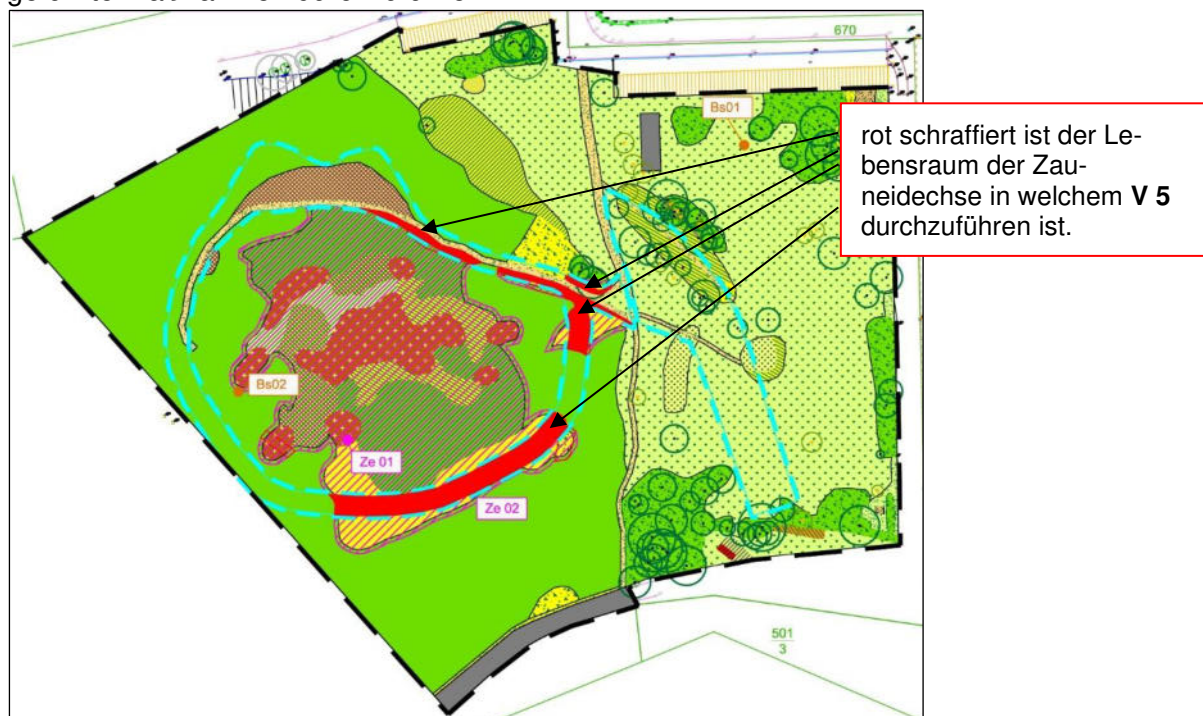 670
Bs01
rot schraffiert ist der Le-
bensraum der Zau-
neidechse in welchem V 5
durchzuführen ist.
Bs02
Ze 01
Ze 02
501
3